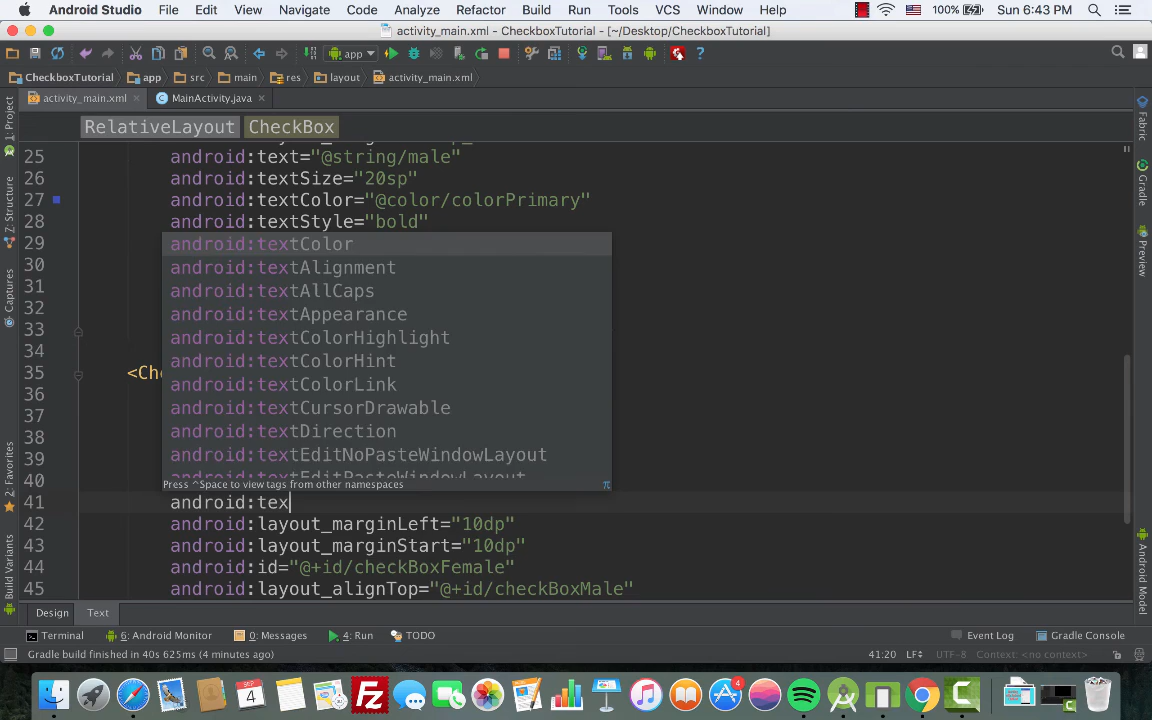 Android Studio File Edit View Navigate Code Analyze Refactor Build Run Tools VCS Window Help 100% Sun 6:43 PM
activity_main.xml - CheckboxTutorial - [~/Desktop/CheckboxTutorial]
app
CheckboxTutorial app src main res layout activity_main.xml
activity_main.xml MainActivity.java
RelativeLayout CheckBox
25 android:text="@string/male"
26 android:textSize="20sp"
27 android:textColor="@color/colorPrimary"
28 android:textStyle="bold"
29 android:textColor
30 android:textAlignment
31 android:textAllCaps
32 android:textAppearance
33 android:textColorHighlight
34 android:textColorHint
35 <Che android:textColorLink
36 android:textCursorDrawable
37
38 android:textDirection
39 android:textEditNoPasteWindowLayout
40 android:textEditPasteWindowLayout
Press ^Space to view tags from other namespaces π
41 android:tex
42 android:layout_marginLeft="10dp"
43 android:layout_marginStart="10dp"
44 android:id="@+id/checkBoxFemale"
45 android:layout_alignTop="@+id/checkBoxMale"
Design Text
Terminal 6: Android Monitor 0: Messages 4: Run TODO Event Log Gradle Console
Gradle build finished in 40s 625ms (4 minutes ago) 41:20 LF UTF-8 Context: <no context>
1: Project
Z: Structure
Captures
2: Favorites
Build Variants
Fabric
Gradle
Preview
Android Model
SEP
4
4